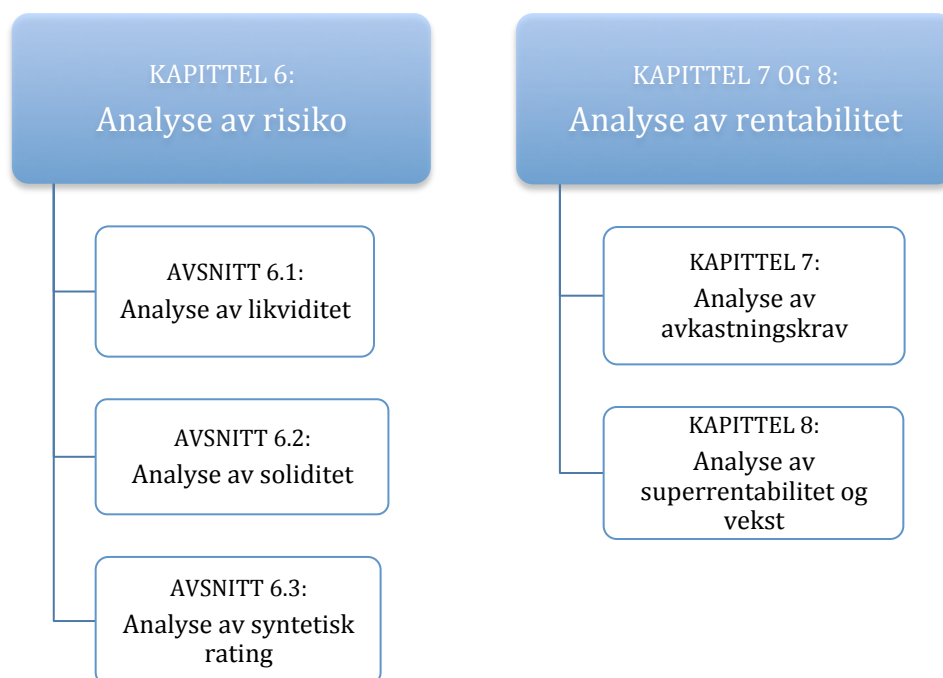 KAPITTEL 6:
Analyse av risiko
AVSNITT 6.1:
Analyse av likviditet
AVSNITT 6.2:
Analyse av soliditet
AVSNITT 6.3:
Analyse av syntetisk
rating
KAPITTEL 7 OG 8:
Analyse av rentabilitet
KAPITTEL 7:
Analyse av
avkastningskrav
KAPITTEL 8:
Analyse av
superrentabilitet og
vekst